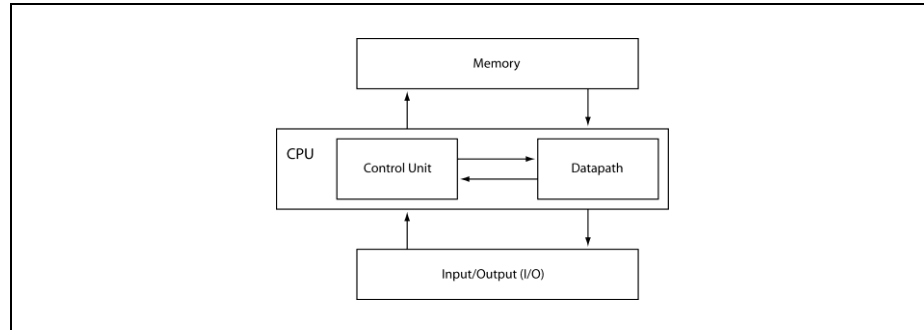 Memory
CPU
Control Unit
Datapath
Input/Output (I/O)